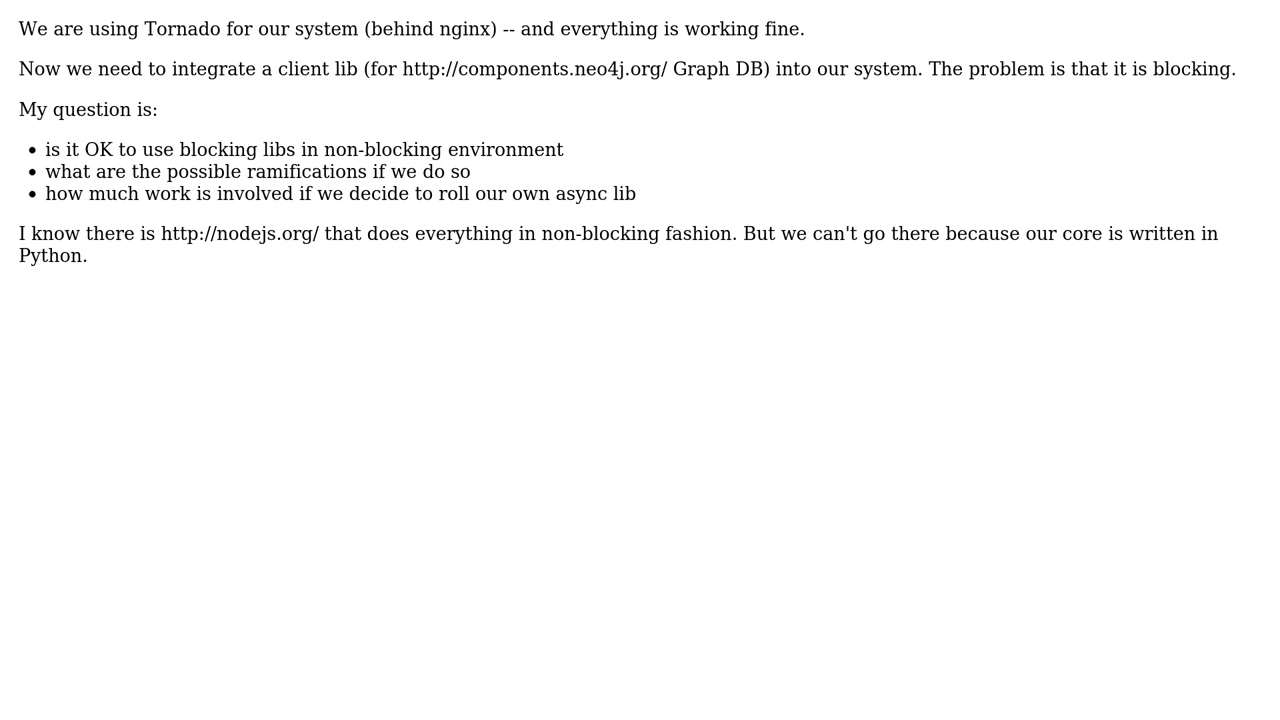 We are using Tornado for our system (behind nginx) -- and everything is working fine.
Now we need to integrate a client lib (for http://components.neo4j.org/ Graph DB) into our system. The problem is that it is blocking.
My question is:
• is it OK to use blocking libs in non-blocking environment
• what are the possible ramifications if we do so
• how much work is involved if we decide to roll our own async lib
I know there is http://nodejs.org/ that does everything in non-blocking fashion. But we can't go there because our core is written in
Python.